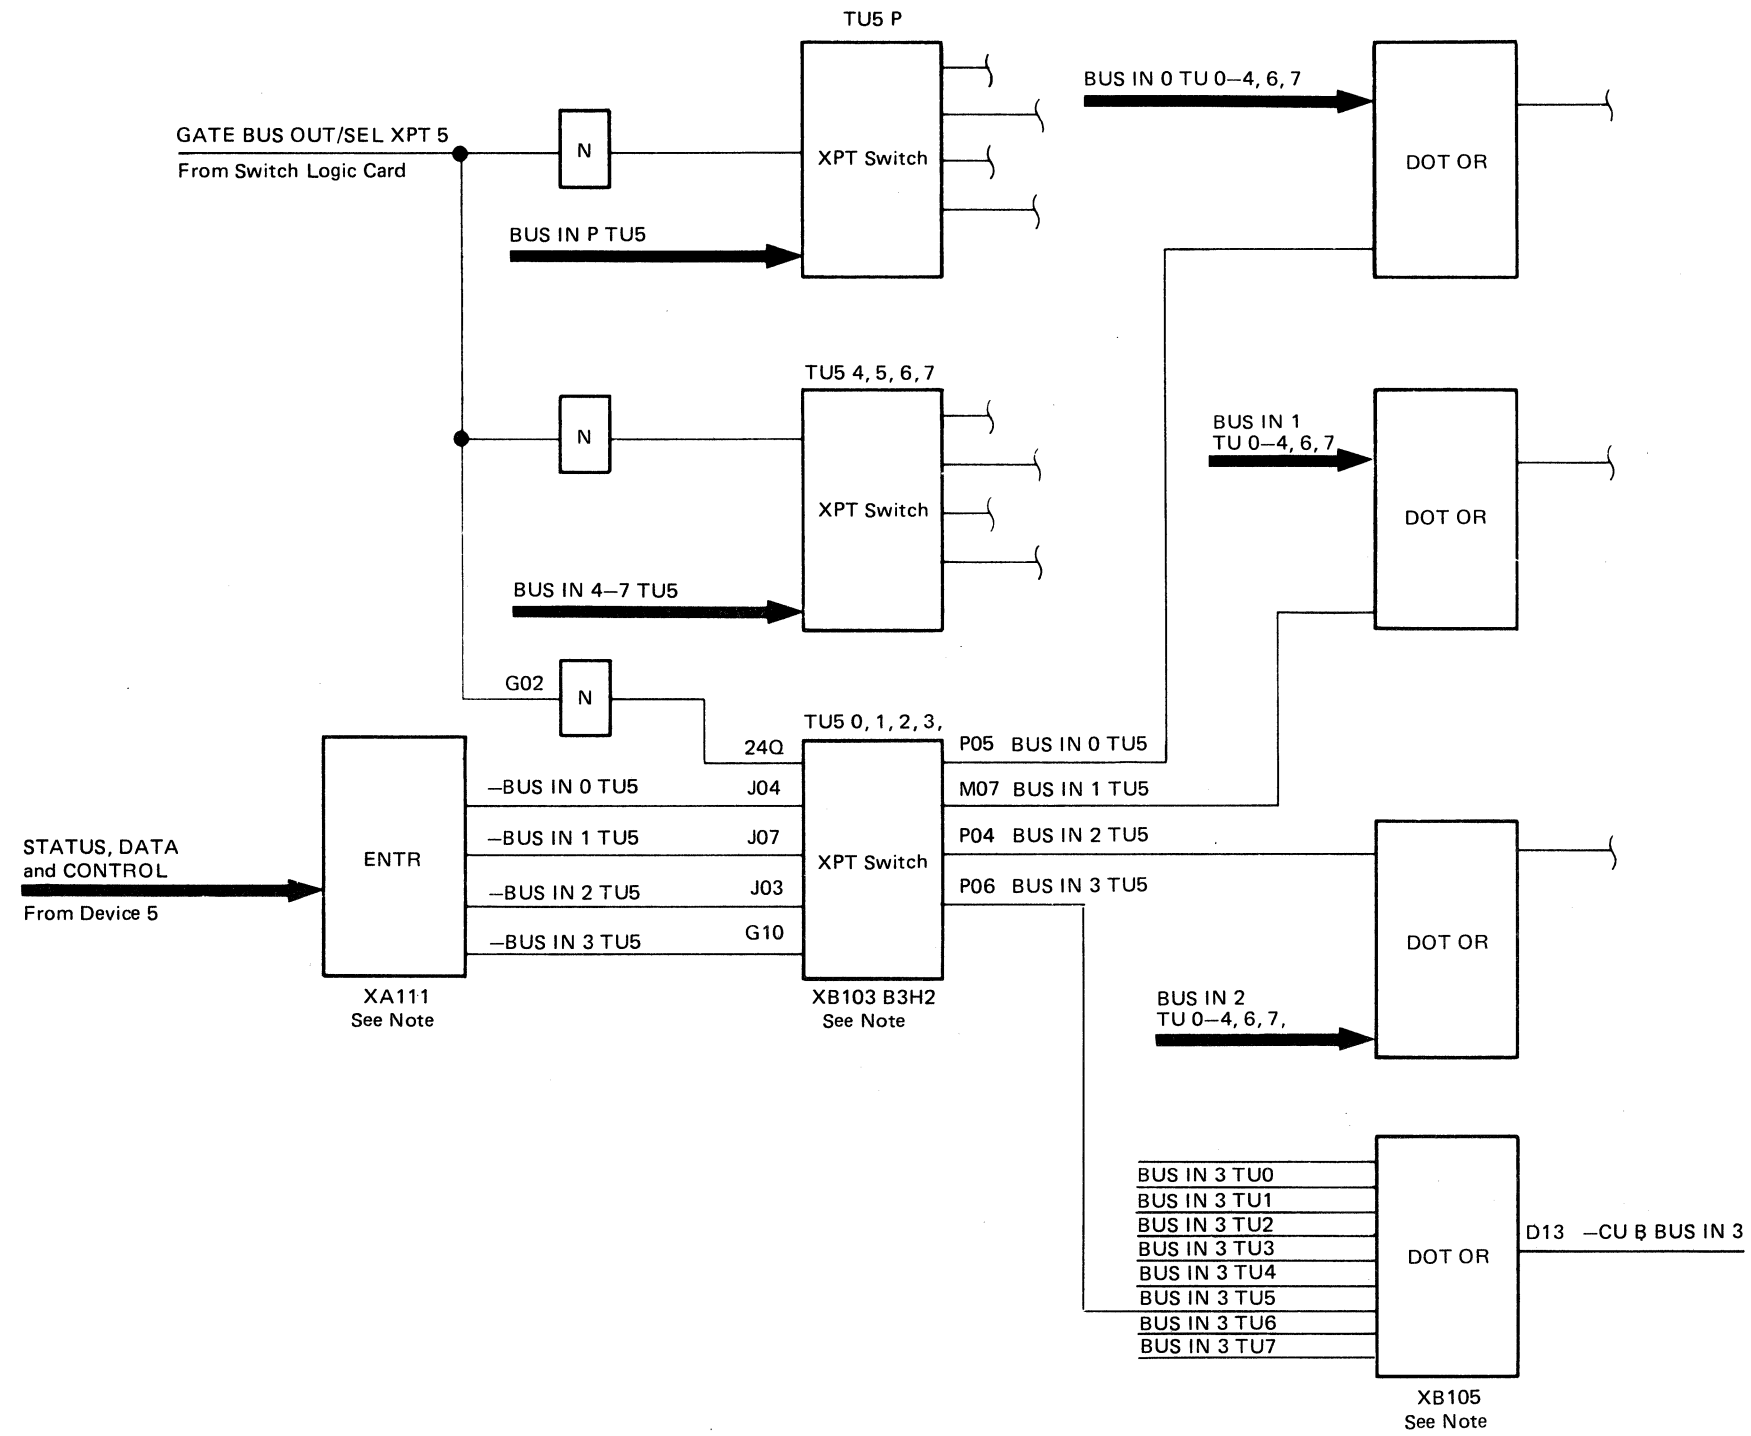 TU5 P
BUS IN 0 TU 0–4, 6, 7
GATE BUS OUT/SEL XPT 5
From Switch Logic Card
N
XPT Switch
DOT OR
BUS IN P TU5
TU5 4, 5, 6, 7
BUS IN 1
TU 0–4, 6, 7
N
XPT Switch
DOT OR
BUS IN 4–7 TU5
G02
N
TU5 0, 1, 2, 3,
24Q
P05 BUS IN 0 TU5
–BUS IN 0 TU5
J04
M07 BUS IN 1 TU5
STATUS, DATA
and CONTROL
From Device 5
ENTR
–BUS IN 1 TU5
J07
XPT Switch
P04 BUS IN 2 TU5
–BUS IN 2 TU5
J03
P06 BUS IN 3 TU5
–BUS IN 3 TU5
G10
DOT OR
XA111
See Note
XB103 B3H2
See Note
BUS IN 2
TU 0–4, 6, 7,
BUS IN 3 TU0
BUS IN 3 TU1
BUS IN 3 TU2
BUS IN 3 TU3
BUS IN 3 TU4
BUS IN 3 TU5
BUS IN 3 TU6
BUS IN 3 TU7
DOT OR
D13 –CU B BUS IN 3
XB105
See Note